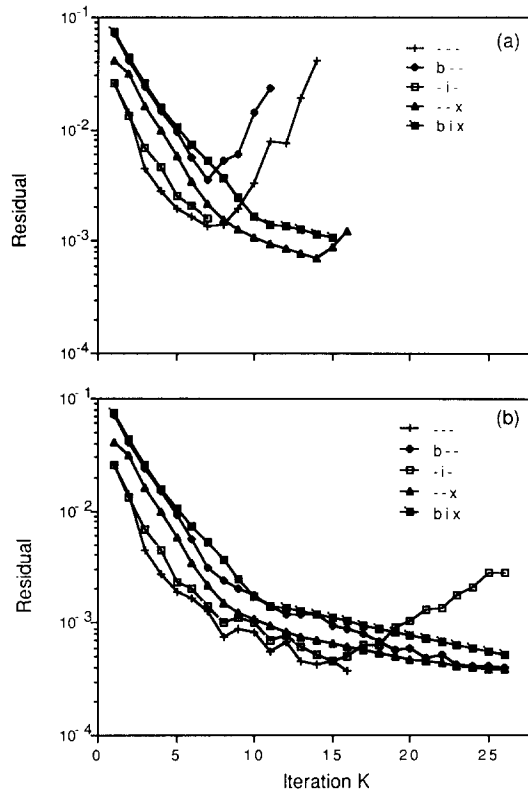 (a)
10⁻¹
10⁻²
10⁻³
10⁻⁴
Residual
---
b--
-i-
--x
bix
(b)
10⁻¹
10⁻²
10⁻³
10⁻⁴
Residual
---
b--
-i-
--x
bix
0 5 10 15 20 25
Iteration K